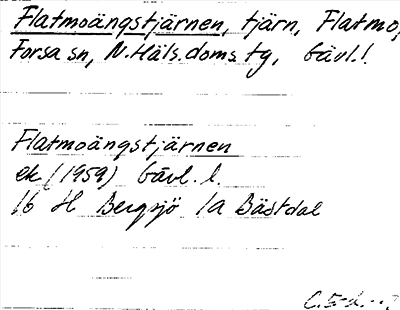 Flatmoängstjärnen, tjärn, Flatmo,
Forsa sn, N. Häls. doms. tg, Gävl. l.
Flatmoängstjärnen
ek (1959) Gävl. l.
16 H Bergsjö 1a Bästdal